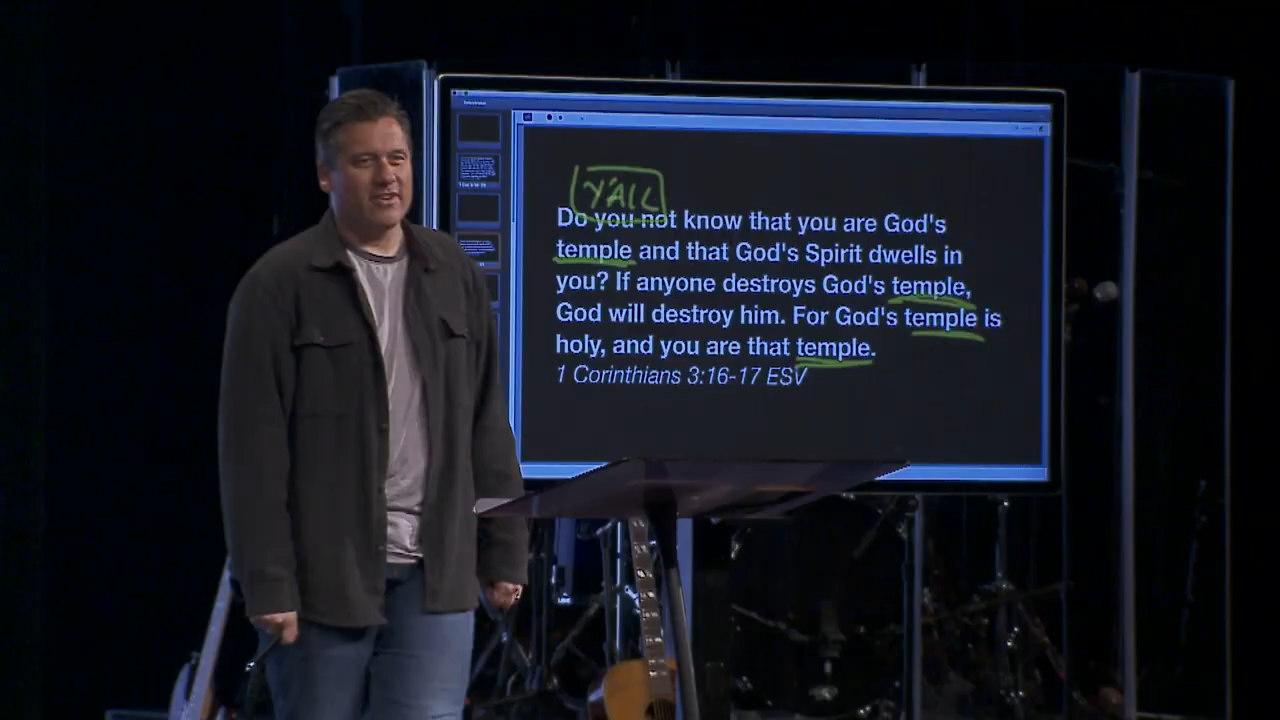 Y'ALL
Do you not know that you are God's
temple and that God's Spirit dwells in
you? If anyone destroys God's temple,
God will destroy him. For God's temple is
holy, and you are that temple.
1 Corinthians 3:16-17 ESV